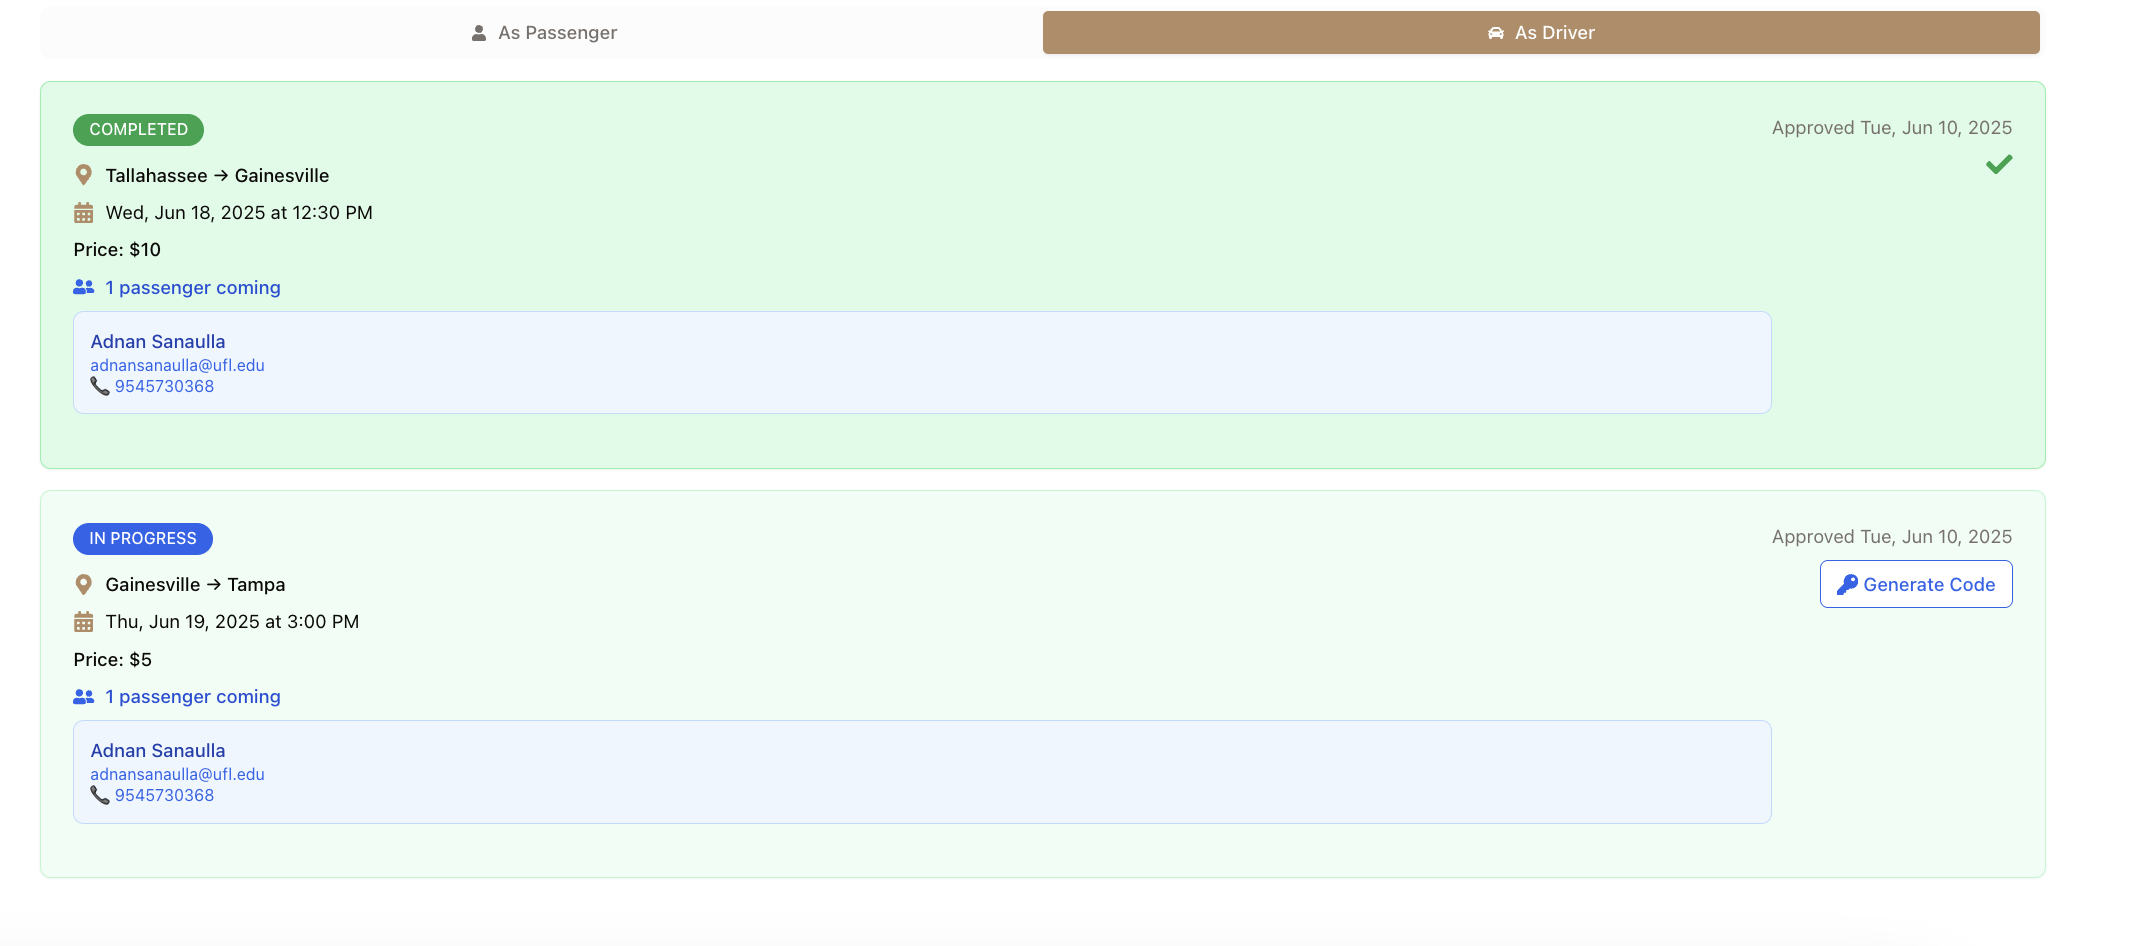 As Passenger
As Driver
COMPLETED
Approved Tue, Jun 10, 2025
Tallahassee → Gainesville
Wed, Jun 18, 2025 at 12:30 PM
Price: $10
1 passenger coming
Adnan Sanaulla
adnansanaulla@ufl.edu
9545730368
IN PROGRESS
Approved Tue, Jun 10, 2025
Generate Code
Gainesville → Tampa
Thu, Jun 19, 2025 at 3:00 PM
Price: $5
1 passenger coming
Adnan Sanaulla
adnansanaulla@ufl.edu
9545730368